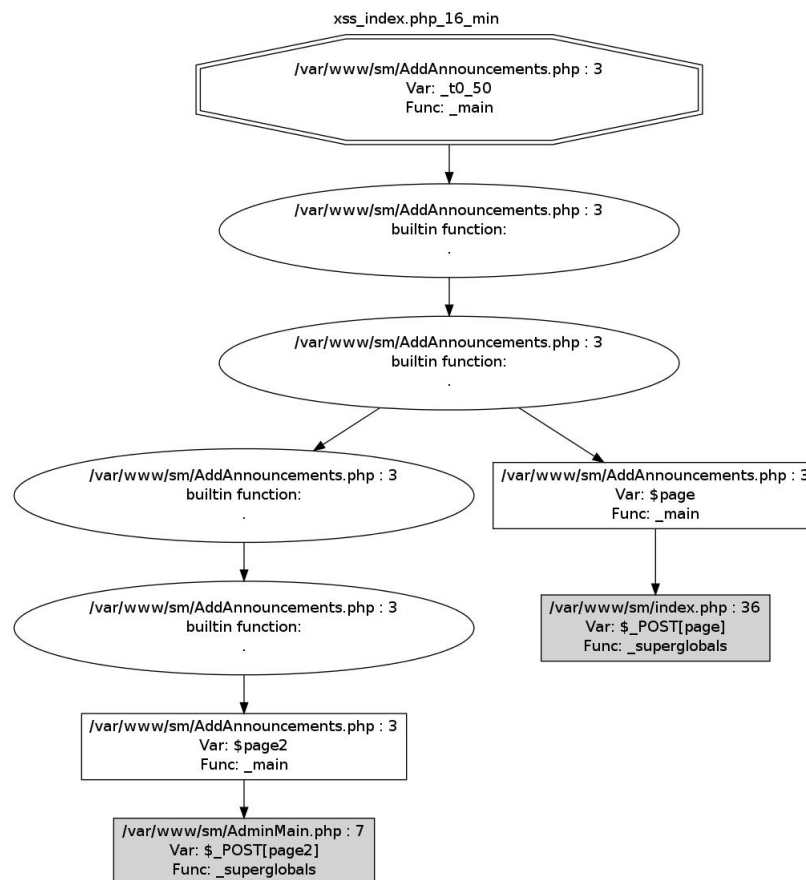 xss_index.php_16_min
/var/www/sm/AddAnnouncements.php : 3
Var: _t0_50
Func: _main
/var/www/sm/AddAnnouncements.php : 3
builtin function:
.
/var/www/sm/AddAnnouncements.php : 3
builtin function:
.
/var/www/sm/AddAnnouncements.php : 3
builtin function:
.
/var/www/sm/AddAnnouncements.php : 3
Var: $page
Func: _main
/var/www/sm/AddAnnouncements.php : 3
builtin function:
.
/var/www/sm/index.php : 36
Var: $_POST[page]
Func: _superglobals
/var/www/sm/AddAnnouncements.php : 3
Var: $page2
Func: _main
/var/www/sm/AdminMain.php : 7
Var: $_POST[page2]
Func: _superglobals